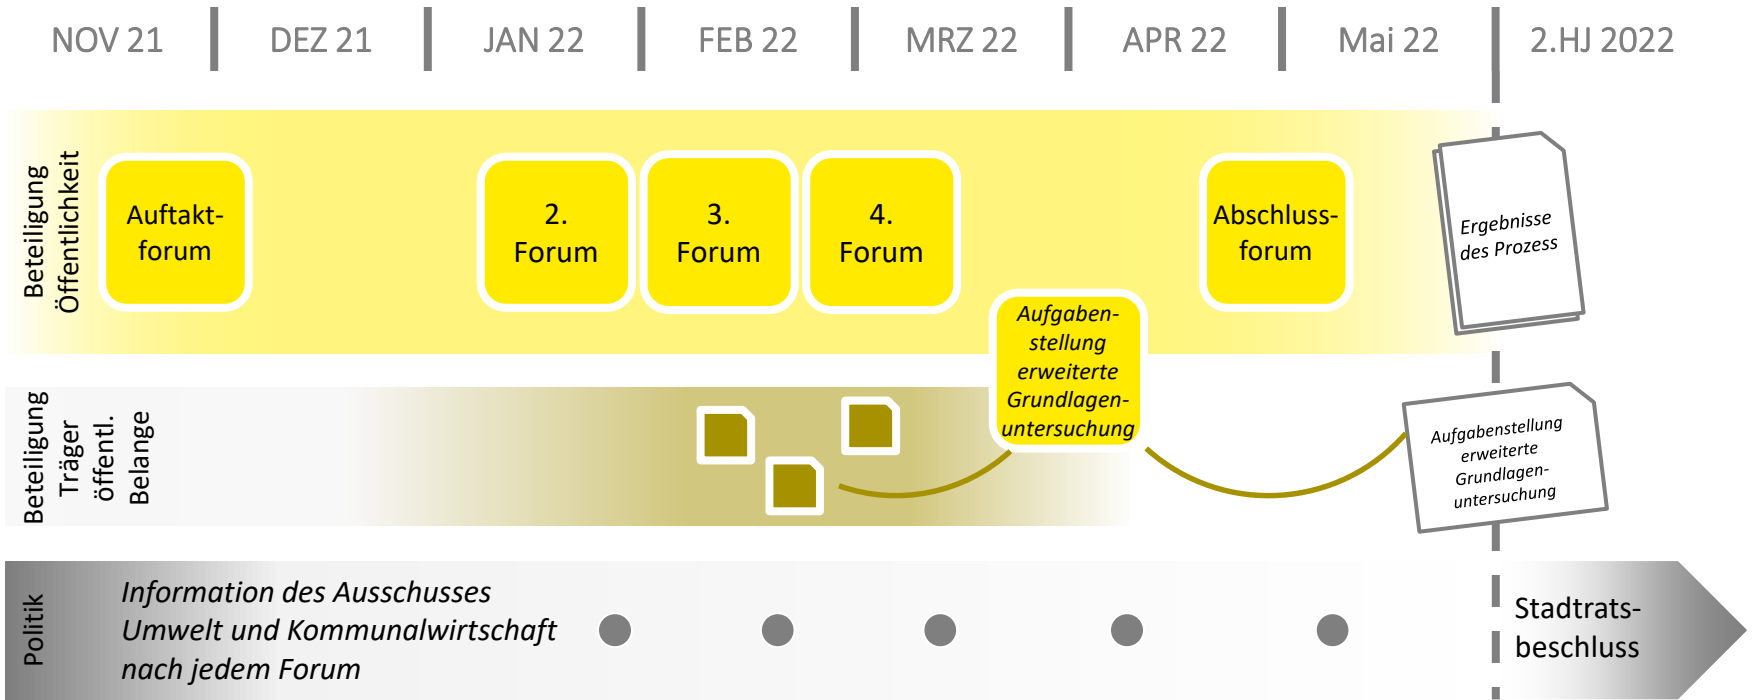 NOV 21
DEZ 21
JAN 22
FEB 22
MRZ 22
APR 22
Mai 22
2.HJ 2022
Beteiligung
Öffentlichkeit
Auftakt-
forum
2.
Forum
3.
Forum
4.
Forum
Abschluss-
forum
Ergebnisse
des Prozess
Aufgaben-
stellung
erweiterte
Grundlagen-
untersuchung
Beteiligung
Träger
öffentl.
Belange
Aufgabenstellung
erweiterte
Grundlagen-
untersuchung
Politik
Information des Ausschusses
Umwelt und Kommunalwirtschaft
nach jedem Forum
Stadtrats-
beschluss